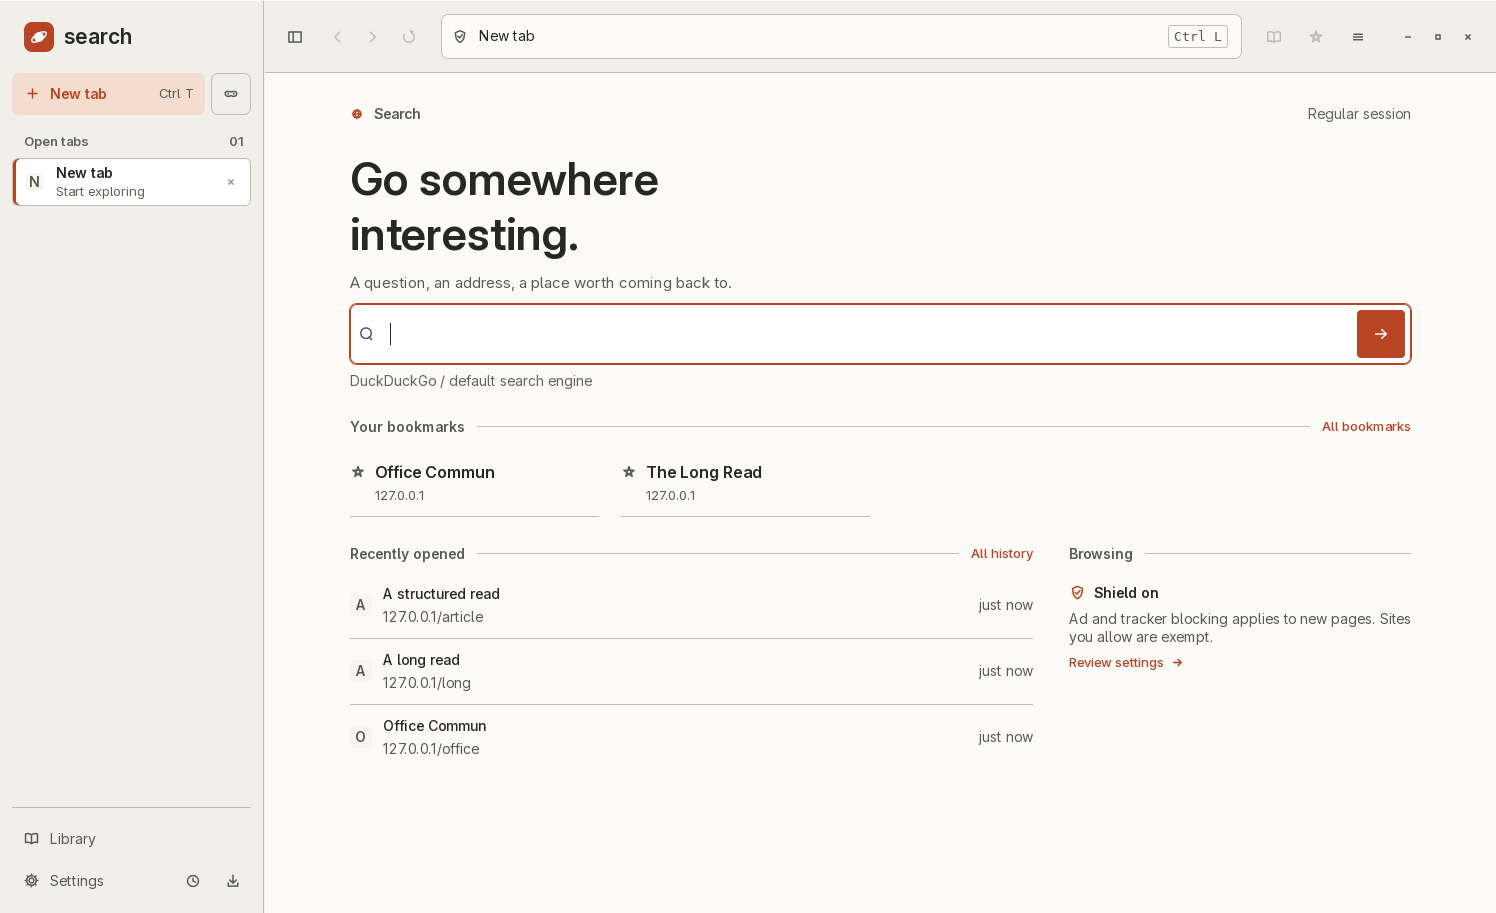 search
New tab
Ctrl T
Open tabs
01
N
New tab
Start exploring
×
Library
Settings
New tab
Ctrl L
Search
Regular session
Go somewhere
interesting.
A question, an address, a place worth coming back to.
DuckDuckGo / default search engine
Your bookmarks
All bookmarks
Office Commun
127.0.0.1
The Long Read
127.0.0.1
Recently opened
All history
A
A structured read
127.0.0.1/article
just now
A
A long read
127.0.0.1/long
just now
O
Office Commun
127.0.0.1/office
just now
Browsing
Shield on
Ad and tracker blocking applies to new pages. Sites
you allow are exempt.
Review settings →